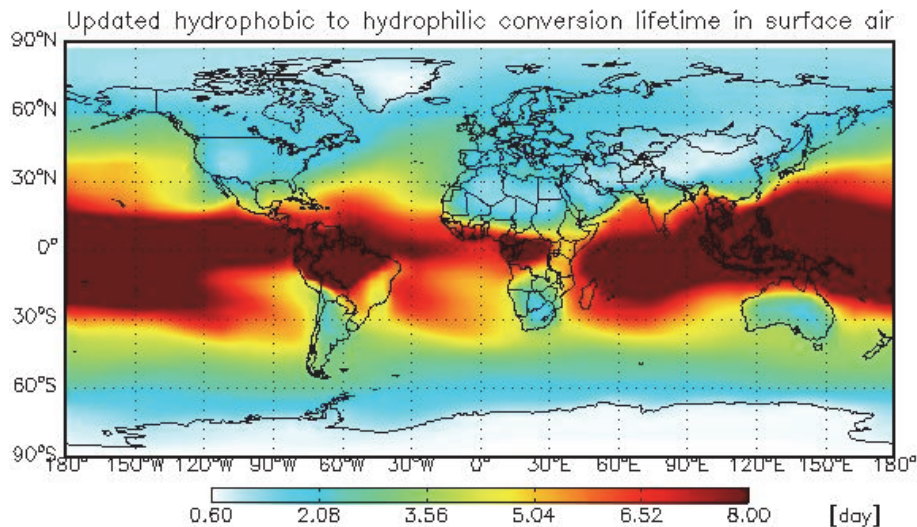 Updated hydrophobic to hydrophilic conversion lifetime in surface air
90°N
60°N
30°N
0°
30°S
60°S
90°S
180° 150°W 120°W 90°W 60°W 30°W 0° 30°E 60°E 90°E 120°E 150°E 180°
0.60 2.08 3.56 5.04 6.52 8.00 [day]